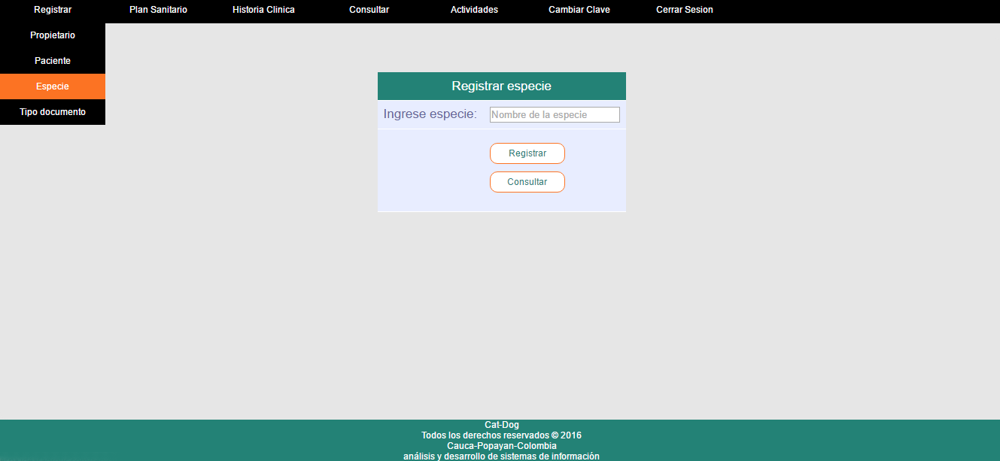 Registrar Plan Sanitario Historia Clinica Consultar Actividades Cambiar Clave Cerrar Sesion
Propietario
Paciente
Especie
Tipo documento
Registrar especie
Ingrese especie: Nombre de la especie
Registrar
Consultar
Cat-Dog
Todos los derechos reservados © 2016
Cauca-Popayan-Colombia
análisis y desarrollo de sistemas de información